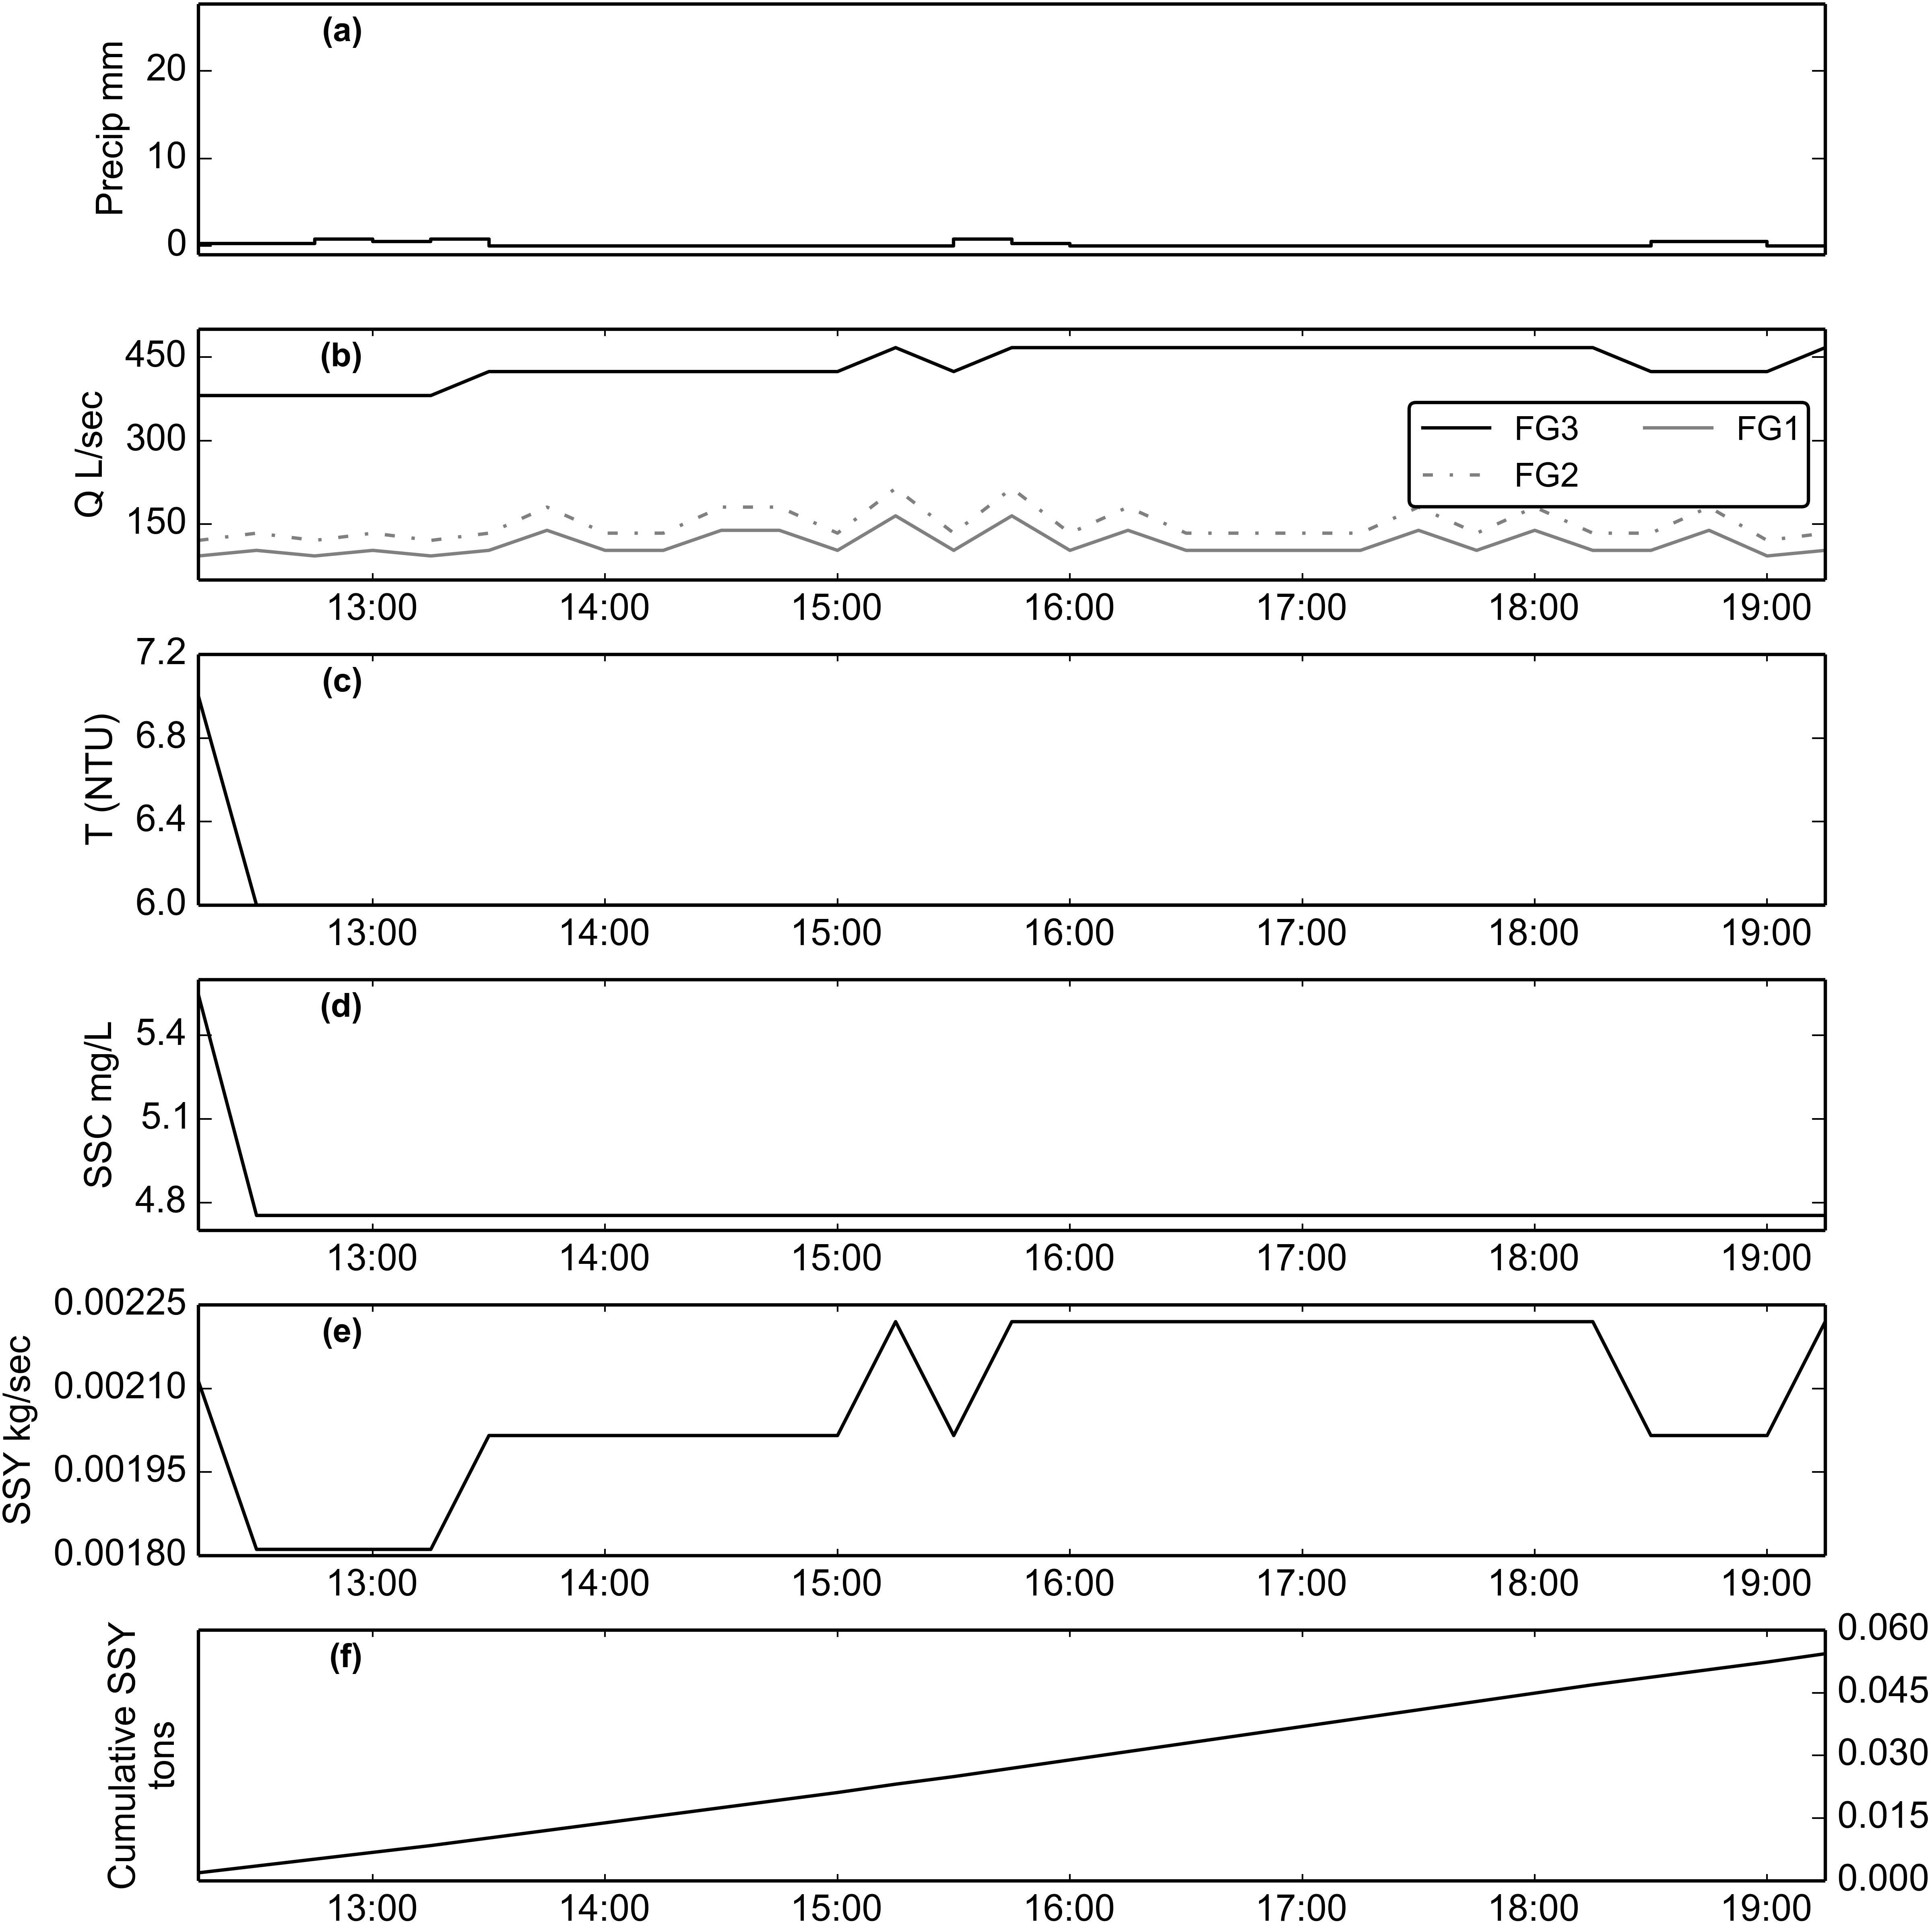 (a)
Precip mm
20
10
0
(b)
Q L/sec
450
300
150
FG3 FG1
FG2
13:00 14:00 15:00 16:00 17:00 18:00 19:00
(c)
T (NTU)
7.2
6.8
6.4
6.0
13:00 14:00 15:00 16:00 17:00 18:00 19:00
(d)
SSC mg/L
5.4
5.1
4.8
13:00 14:00 15:00 16:00 17:00 18:00 19:00
(e)
SSY kg/sec
0.00225
0.00210
0.00195
0.00180
13:00 14:00 15:00 16:00 17:00 18:00 19:00
(f)
Cumulative SSY
tons
0.060
0.045
0.030
0.015
0.000
13:00 14:00 15:00 16:00 17:00 18:00 19:00